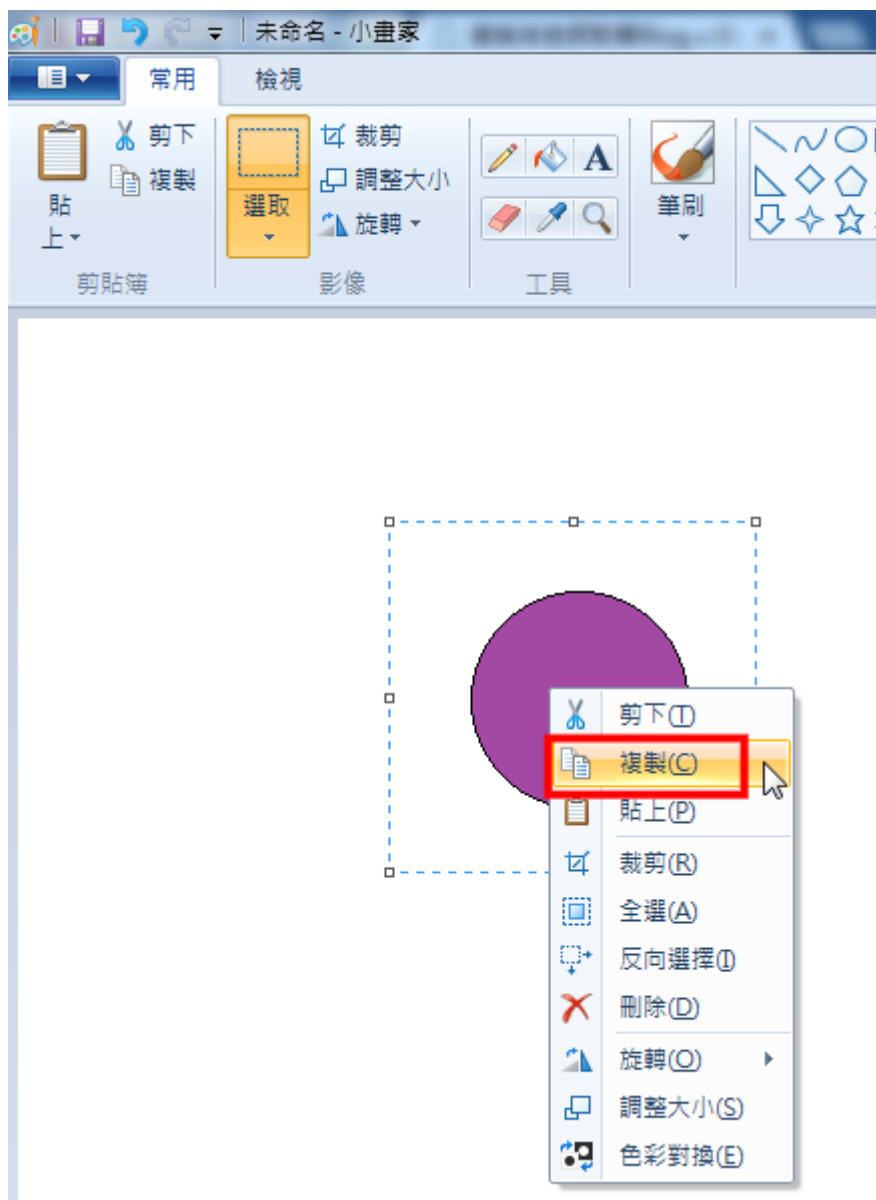 未命名 - 小畫家
常用
檢視
剪下
複製
貼
上
剪貼簿
選取
裁剪
調整大小
旋轉
影像
A
工具
筆刷
剪下(T)
複製(C)
貼上(P)
裁剪(R)
全選(A)
反向選擇(I)
刪除(D)
旋轉(O)
調整大小(S)
色彩對換(E)